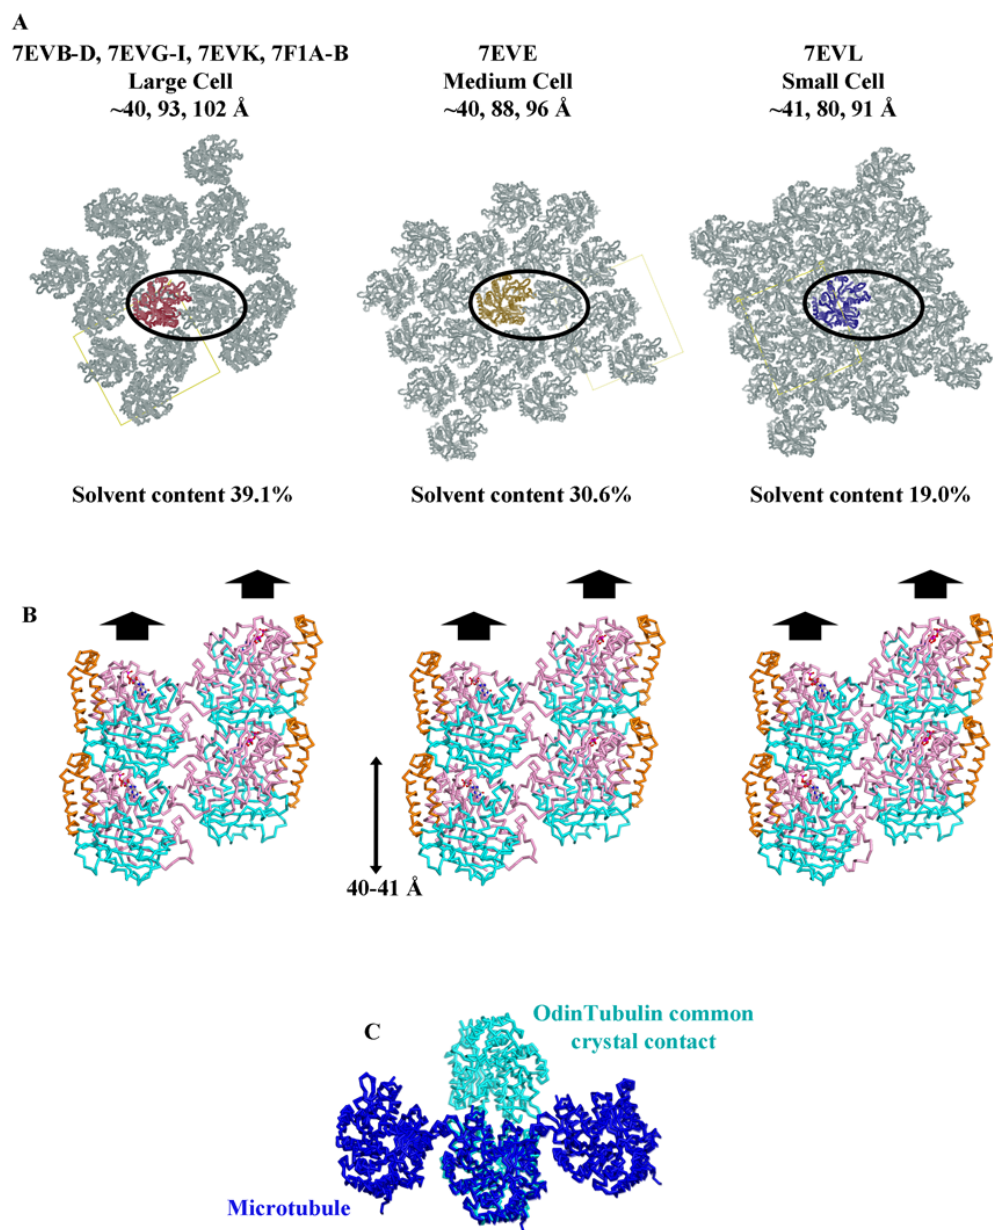 A
7EVB-D, 7EVG-I, 7EVK, 7F1A-B
Large Cell
~40, 93, 102 Å
7EVE
Medium Cell
~40, 88, 96 Å
7EVL
Small Cell
~41, 80, 91 Å
Solvent content 39.1%
Solvent content 30.6%
Solvent content 19.0%
B
40-41 Å
C
OdinTubulin common
crystal contact
Microtubule